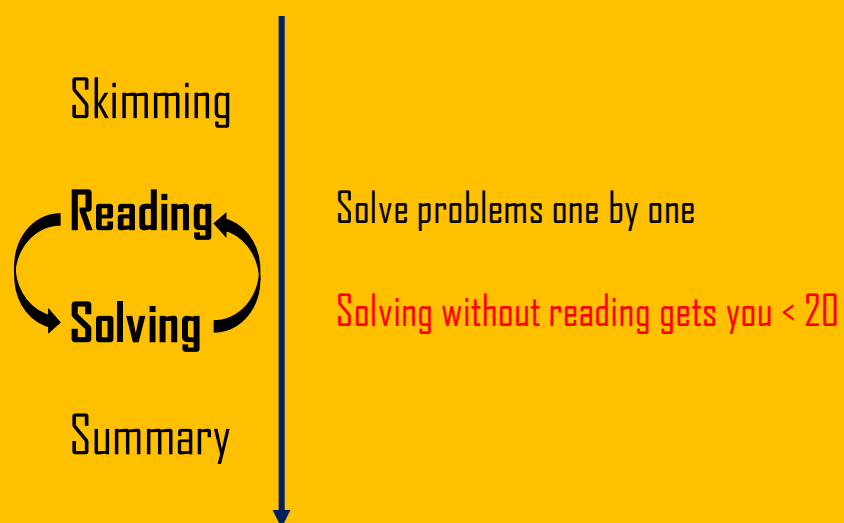 Skimming
Reading
Solve problems one by one
Solving
Solving without reading gets you < 20
Summary